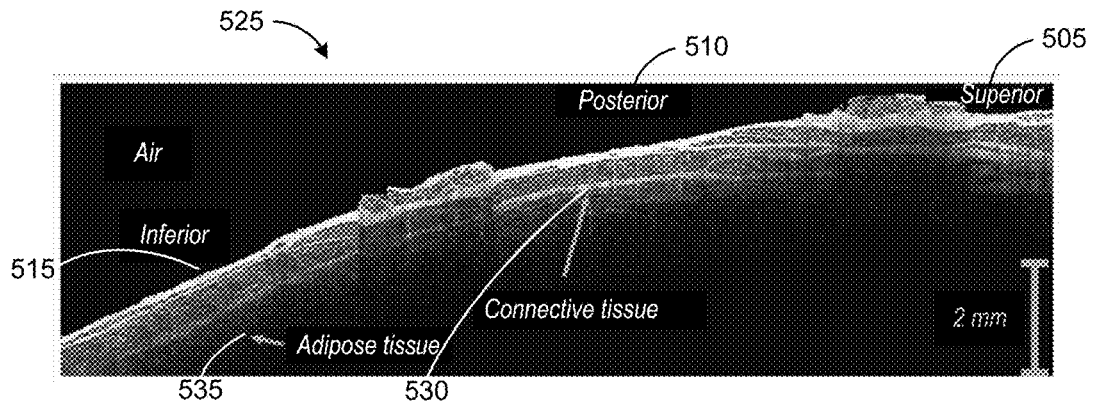 525
510
505
Posterior
Superior
Air
Inferior
515
Connective tissue
2 mm
Adipose tissue
535
530